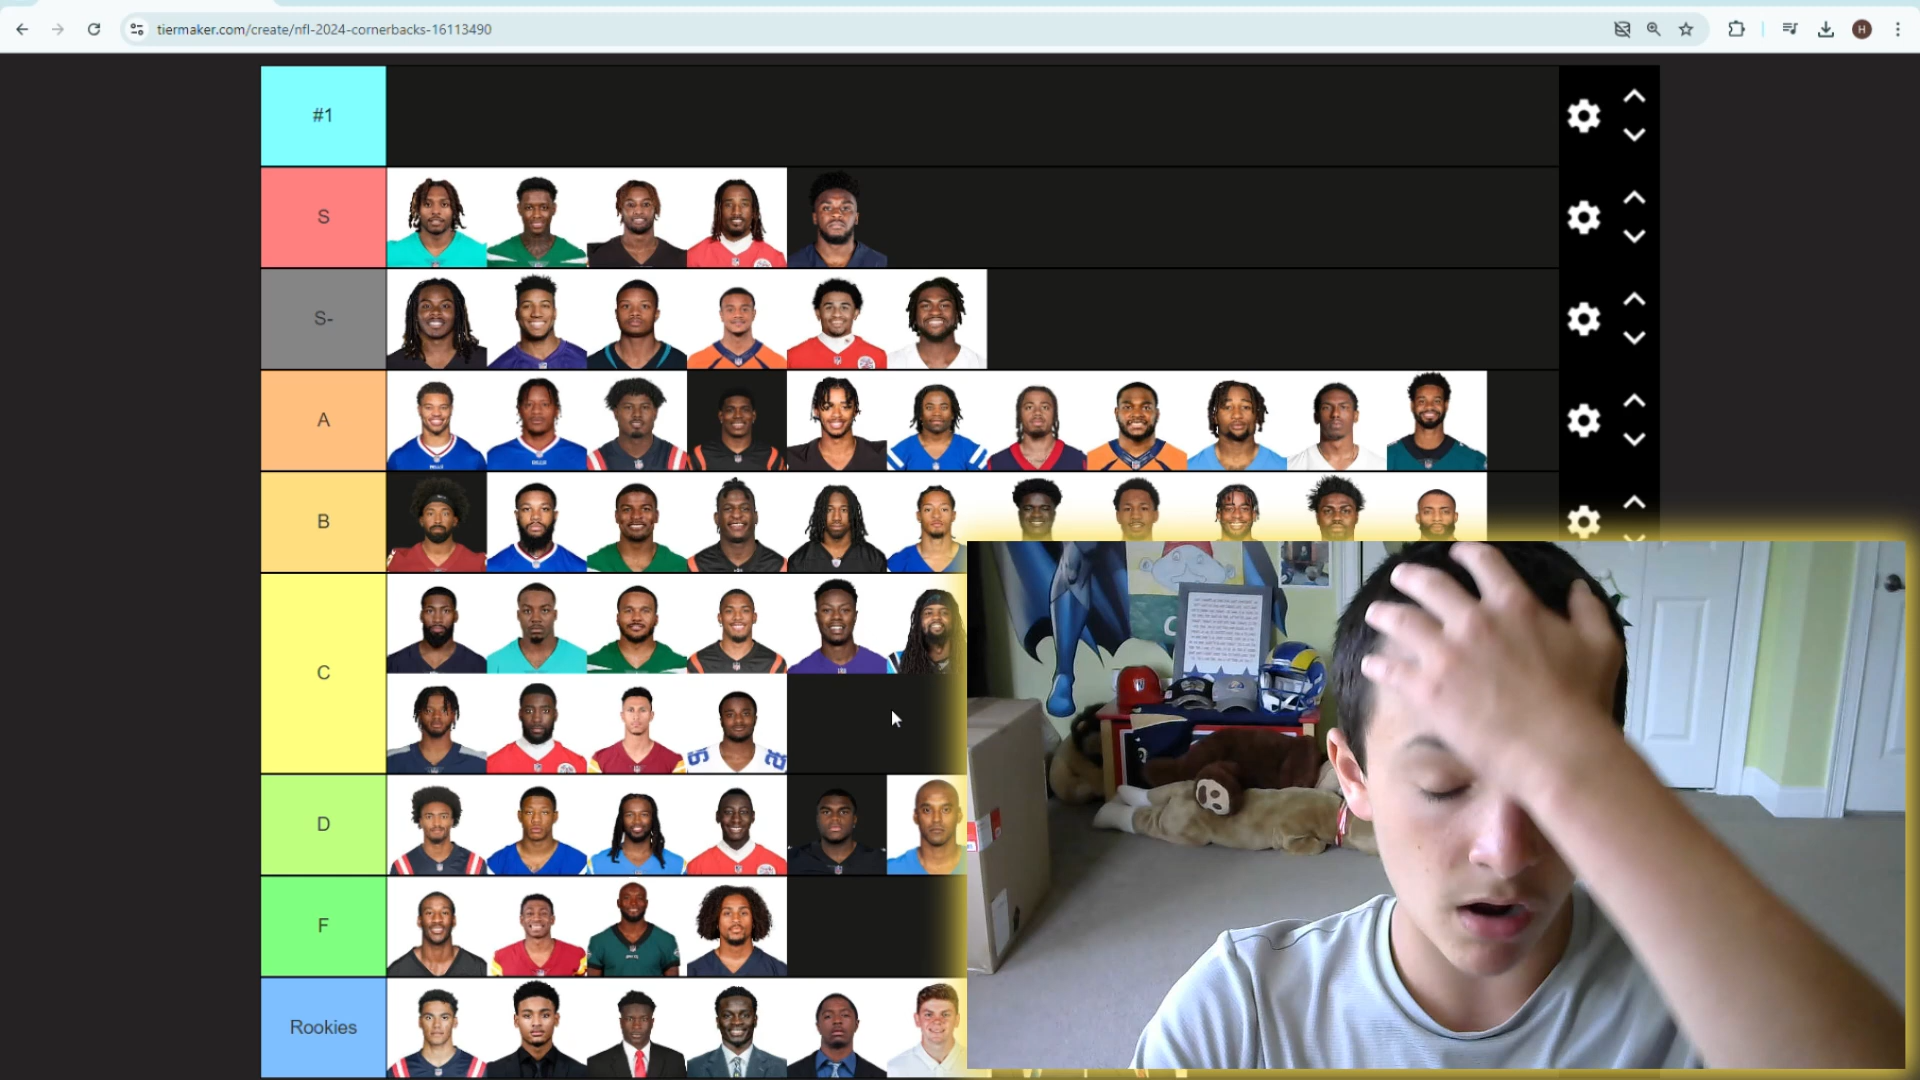 tiermaker.com/create/nfl-2024-cornerbacks-16113490
H
#1
S
S-
A
B
C
D
F
Rookies